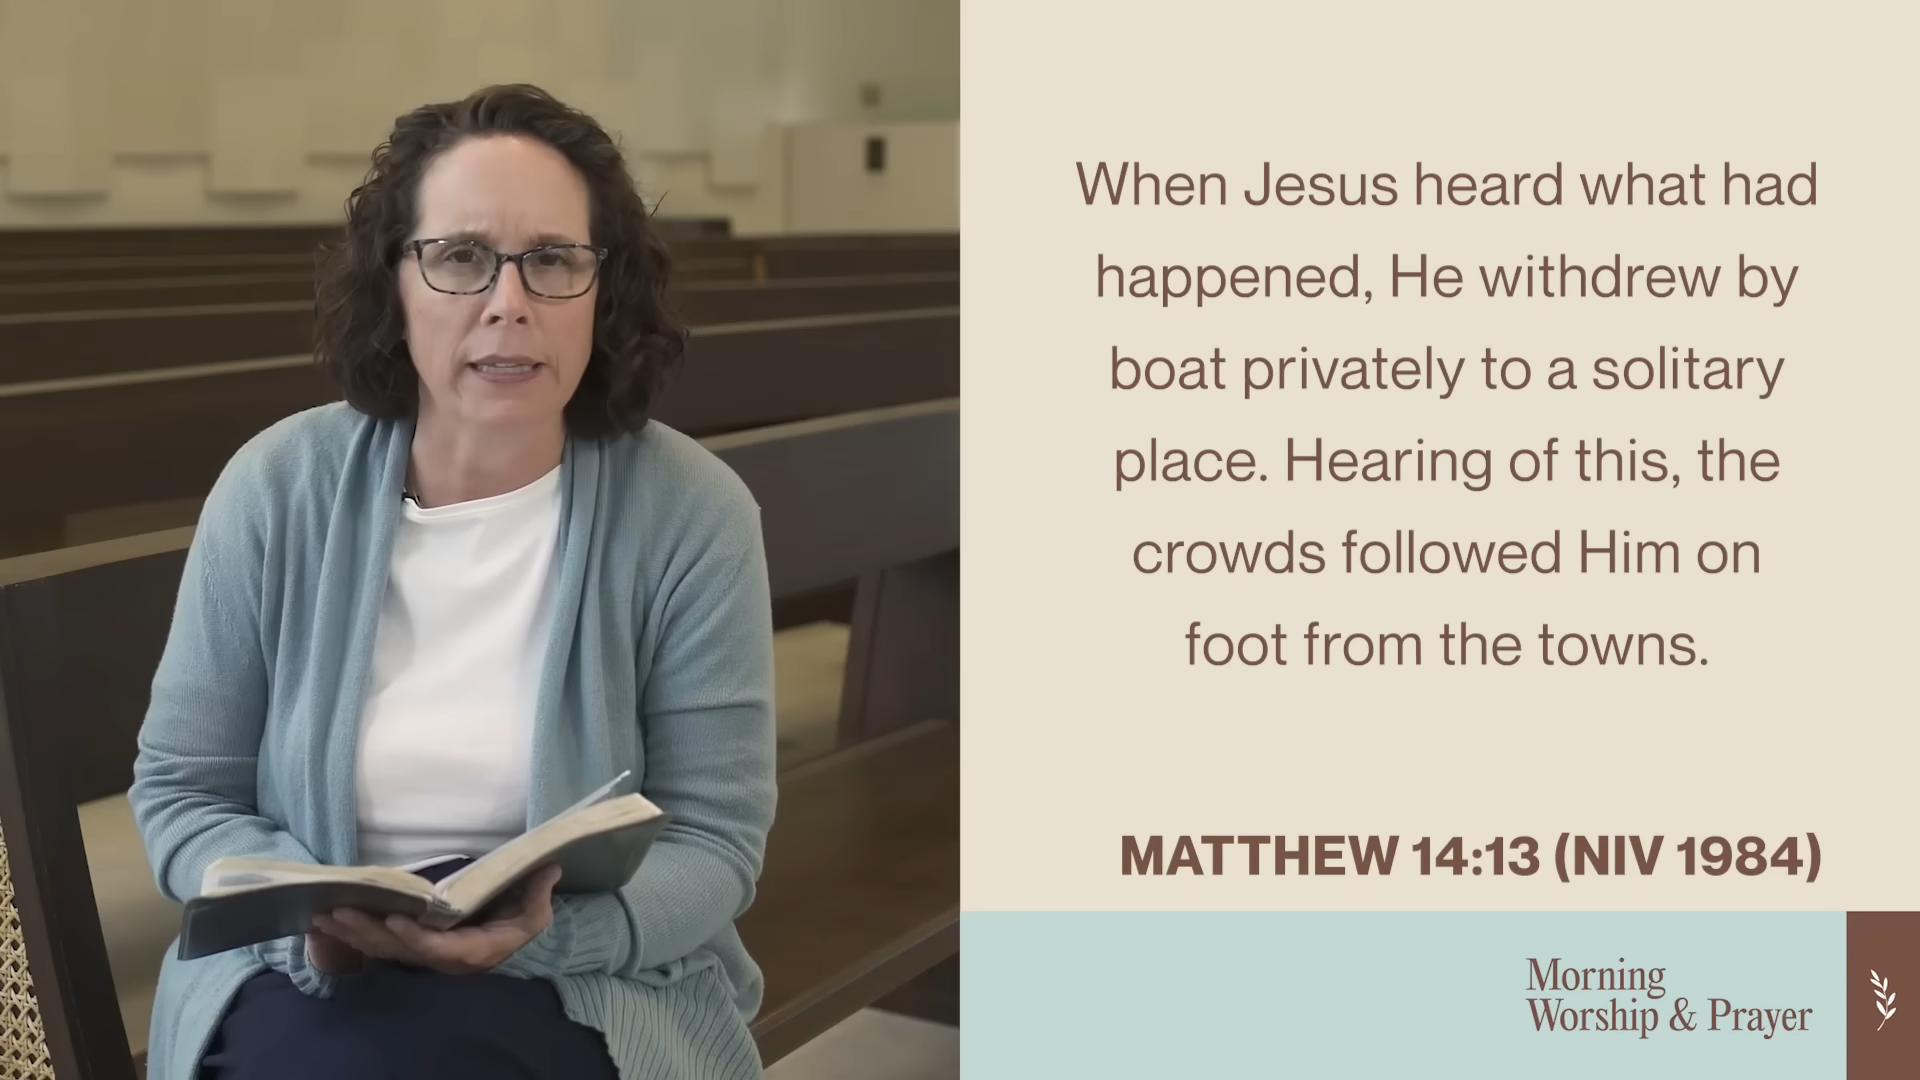 When Jesus heard what had
happened, He withdrew by
boat privately to a solitary
place. Hearing of this, the
crowds followed Him on
foot from the towns.
MATTHEW 14:13 (NIV 1984)
Morning
Worship & Prayer